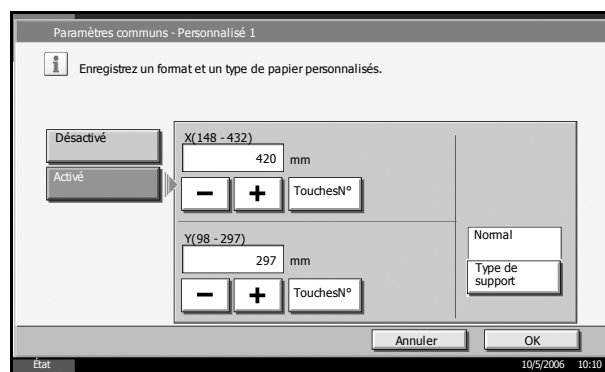 Paramètres communs - Personnalisé 1
i
Enregistrez un format et un type de papier personnalisés.
Désactivé
Activé
X(148 - 432)
420 mm
− + TouchesN°
Y(98 - 297)
297 mm
− + TouchesN°
Normal
Type de
support
Annuler
OK
État
10/5/2006 10:10